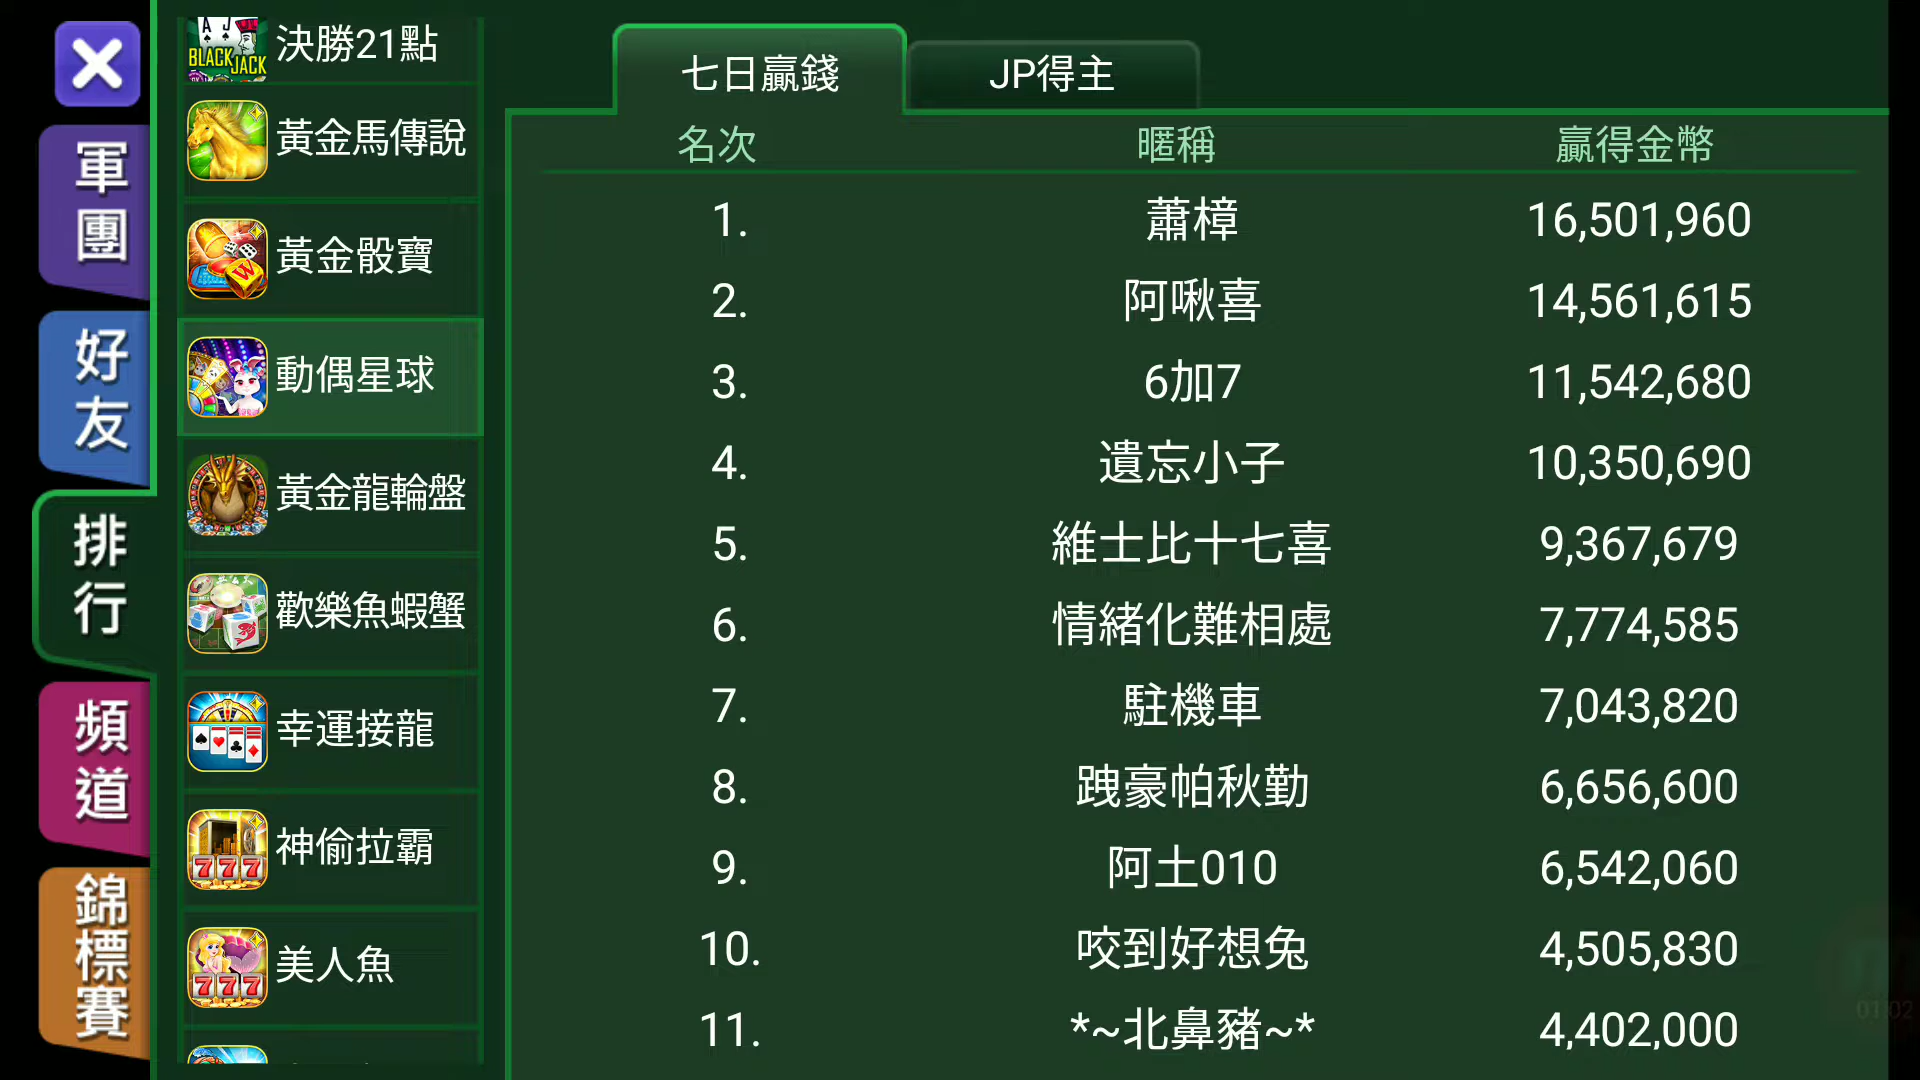 軍團
好友
排行
頻道
錦標賽
A J
BLACK JACK
決勝21點
黃金馬傳說
W
黃金骰寶
動偶星球
黃金龍輪盤
歡樂魚蝦蟹
幸運接龍
777
神偷拉霸
777
美人魚
七日贏錢 JP得主
名次 暱稱 贏得金幣
1. 蕭樟 16,501,960
2. 阿啾喜 14,561,615
3. 6加7 11,542,680
4. 遺忘小子 10,350,690
5. 維士比十七喜 9,367,679
6. 情緒化難相處 7,774,585
7. 駐機車 7,043,820
8. 跩豪帕秋勤 6,656,600
9. 阿土010 6,542,060
10. 咬到好想兔 4,505,830
11. *~北鼻豬~* 4,402,000
01:02